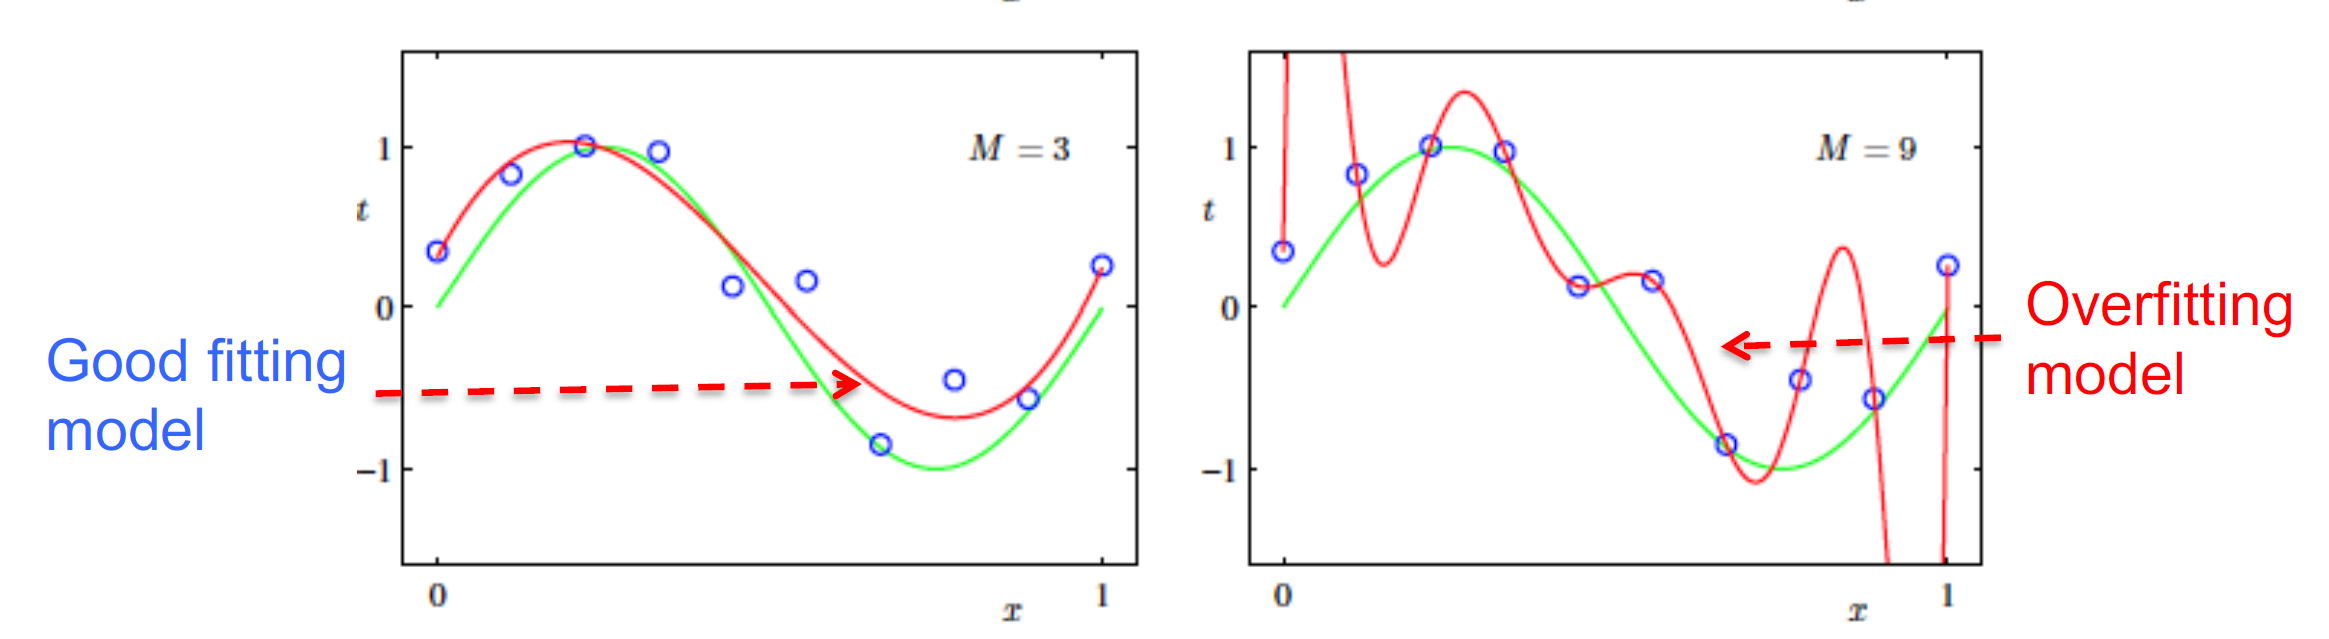 1
t
0
−1
M = 3
0
x
1
Good fitting
model
1
t
0
−1
M = 9
0
x
1
Overfitting
model